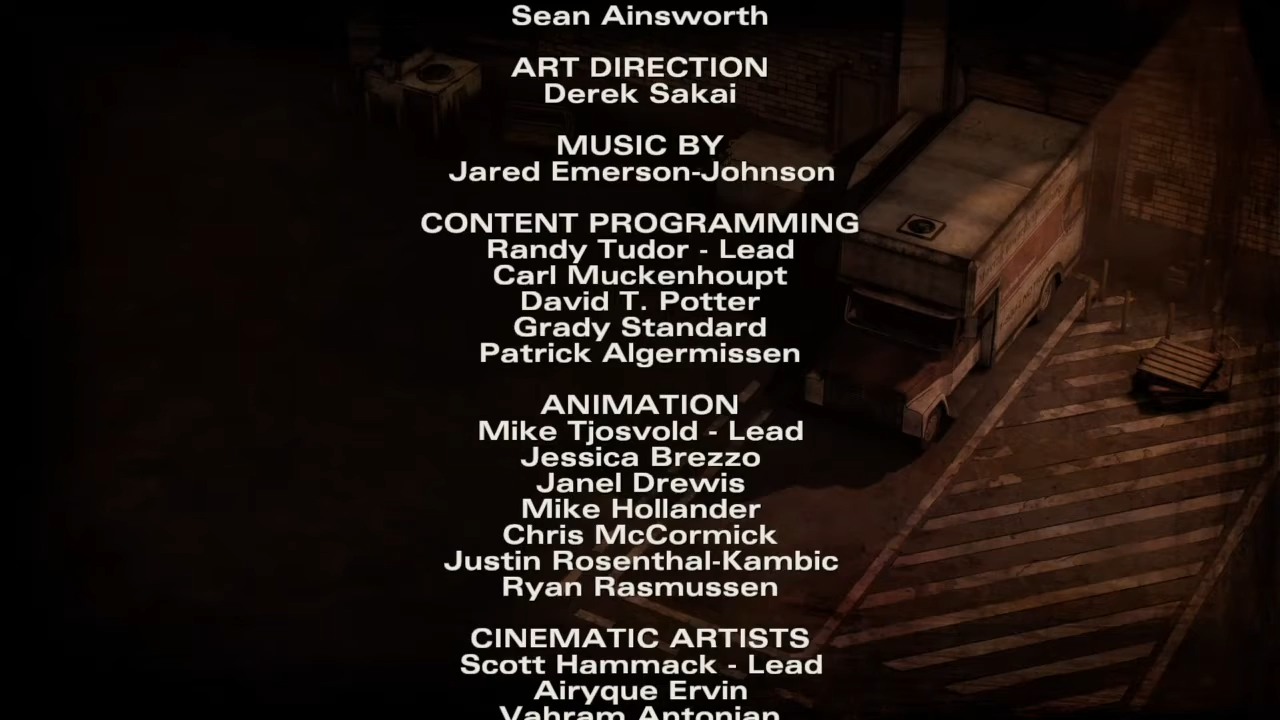 Sean Ainsworth
ART DIRECTION
Derek Sakai
MUSIC BY
Jared Emerson-Johnson
CONTENT PROGRAMMING
Randy Tudor - Lead
Carl Muckenhoupt
David T. Potter
Grady Standard
Patrick Algermissen
ANIMATION
Mike Tjosvold - Lead
Jessica Brezzo
Janel Drewis
Mike Hollander
Chris McCormick
Justin Rosenthal-Kambic
Ryan Rasmussen
CINEMATIC ARTISTS
Scott Hammack - Lead
Airyque Ervin
Vahram Antonian